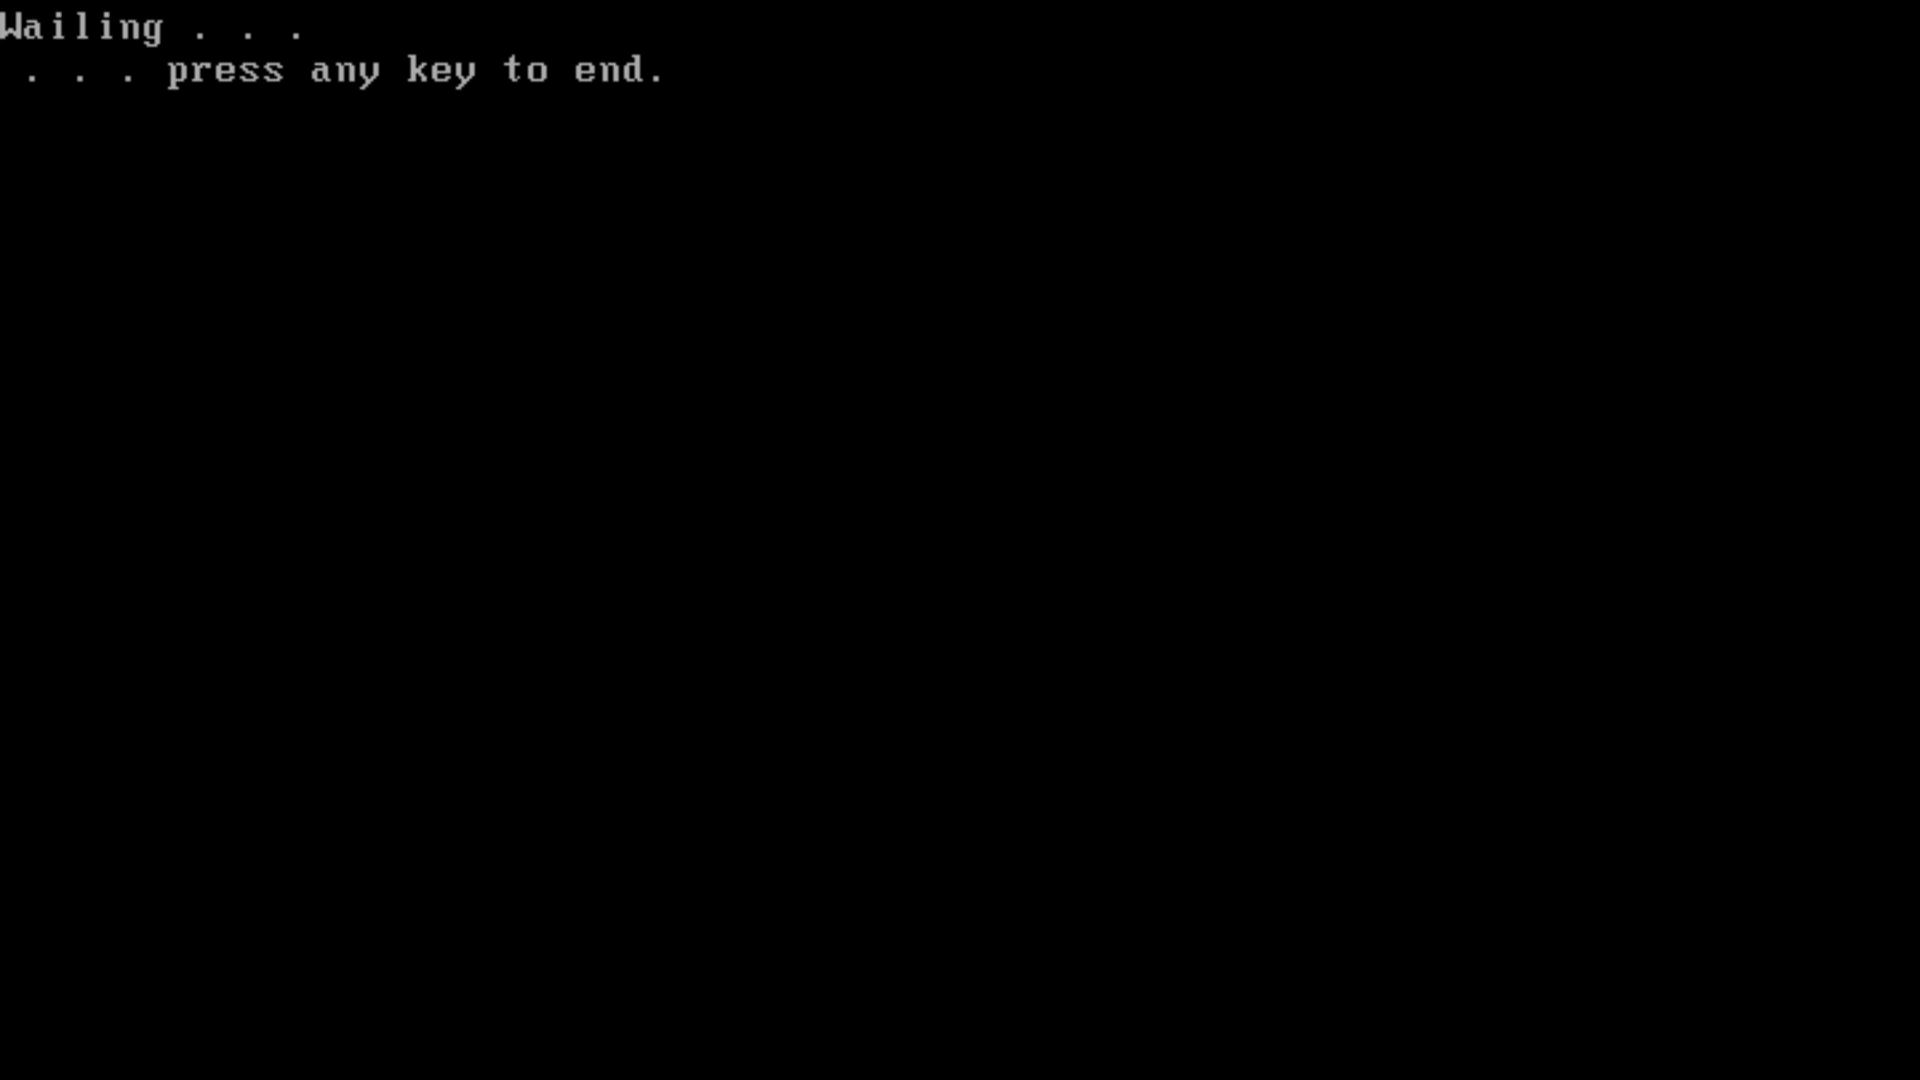 Wailing . . .
. . . press any key to end.